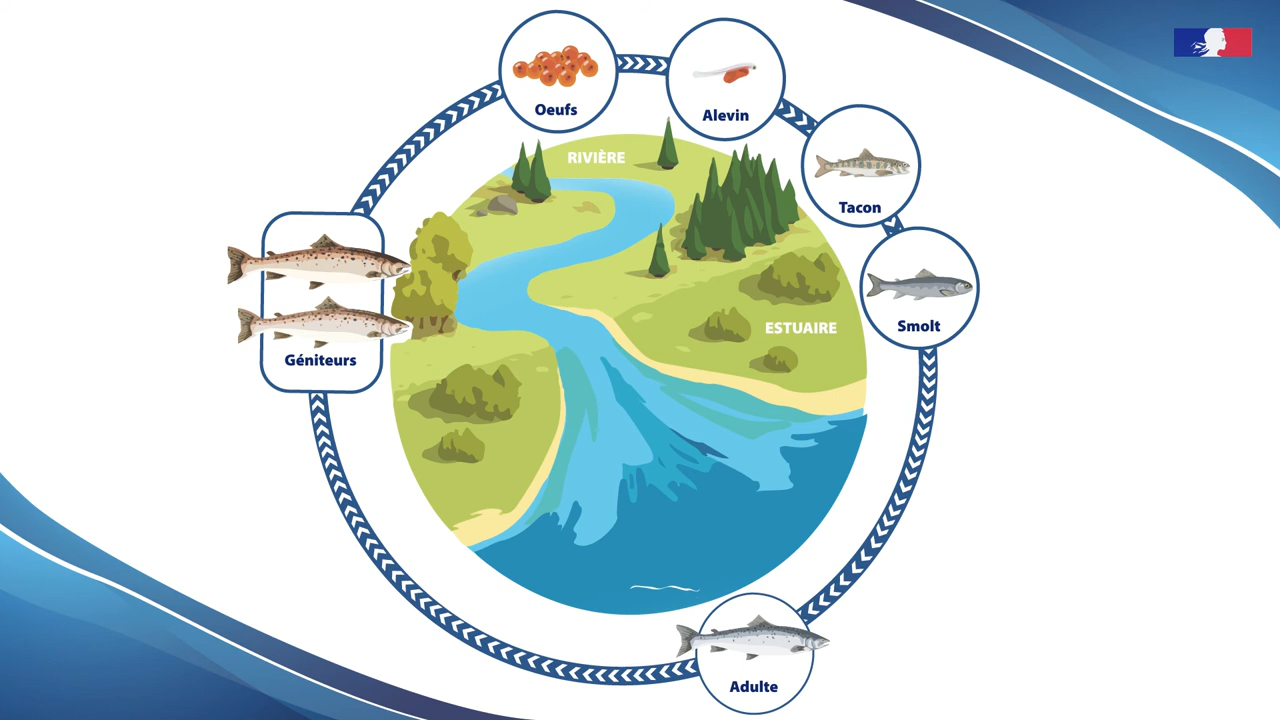 Oeufs
Alevin
RIVIÈRE
Tacon
Smolt
ESTUAIRE
Géniteurs
Adulte